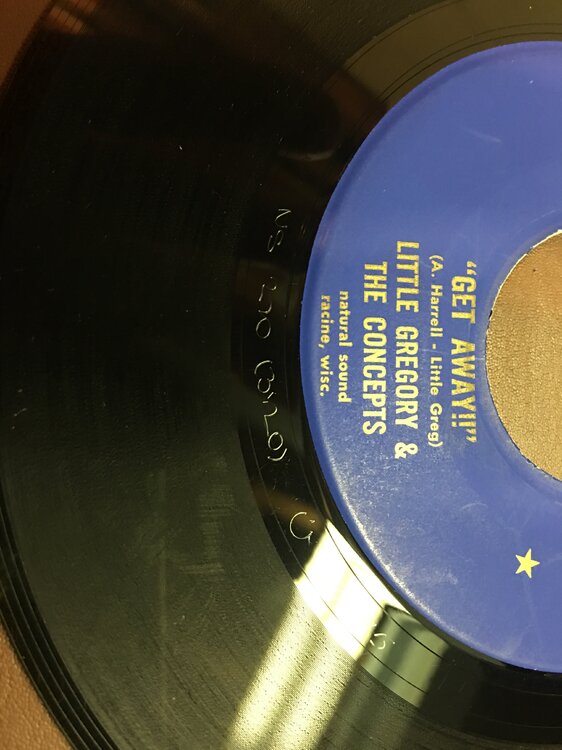 "GET AWAY!!"
(A. Harrell - Little Greg)
LITTLE GREGORY &
THE CONCEPTS
natural sound
racine, wisc.